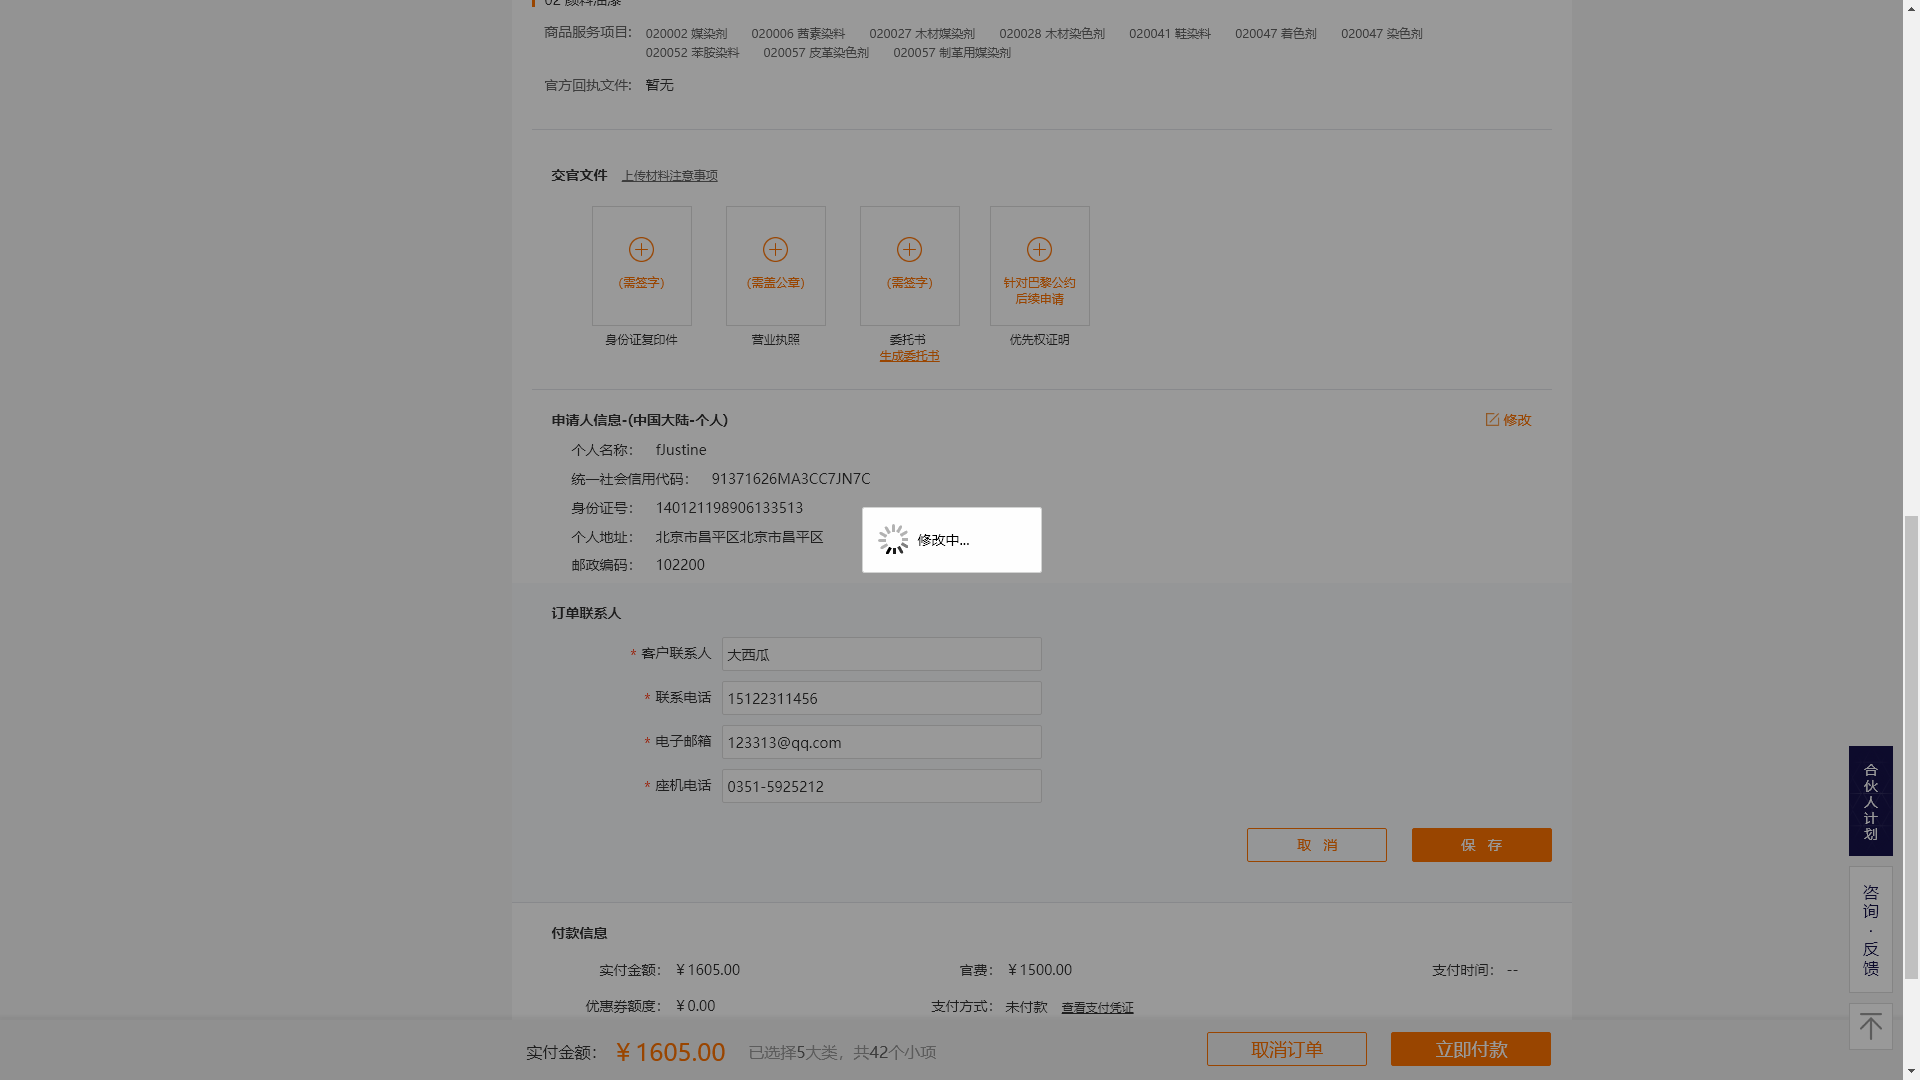 02 颜料油漆
商品服务项目: 020002 媒染剂 020006 茜素染料 020027 木材媒染剂 020028 木材染色剂 020041 鞋染料 020047 着色剂 020047 染色剂
020052 苯胺染料 020057 皮革染色剂 020057 制革用媒染剂
官方回执文件: 暂无
交官文件 上传材料注意事项
(需签字) (需盖公章) (需签字) 针对巴黎公约
后续申请
身份证复印件 营业执照 委托书 优先权证明
生成委托书
申请人信息-(中国大陆-个人) 修改
个人名称: fJustine
统一社会信用代码: 91371626MA3CC7JN7C
身份证号: 140121198906133513
个人地址: 北京市昌平区北京市昌平区
修改中...
邮政编码: 102200
订单联系人
* 客户联系人 大西瓜
* 联系电话 15122311456
* 电子邮箱 123313@qq.com
* 座机电话 0351-5925212
取 消 保 存
付款信息
实付金额: ¥1605.00 官费: ¥1500.00 支付时间: --
优惠券额度: ¥0.00 支付方式: 未付款 查看支付凭证
实付金额: ¥1605.00 已选择5大类，共42个小项 取消订单 立即付款
合伙人计划
咨询·反馈